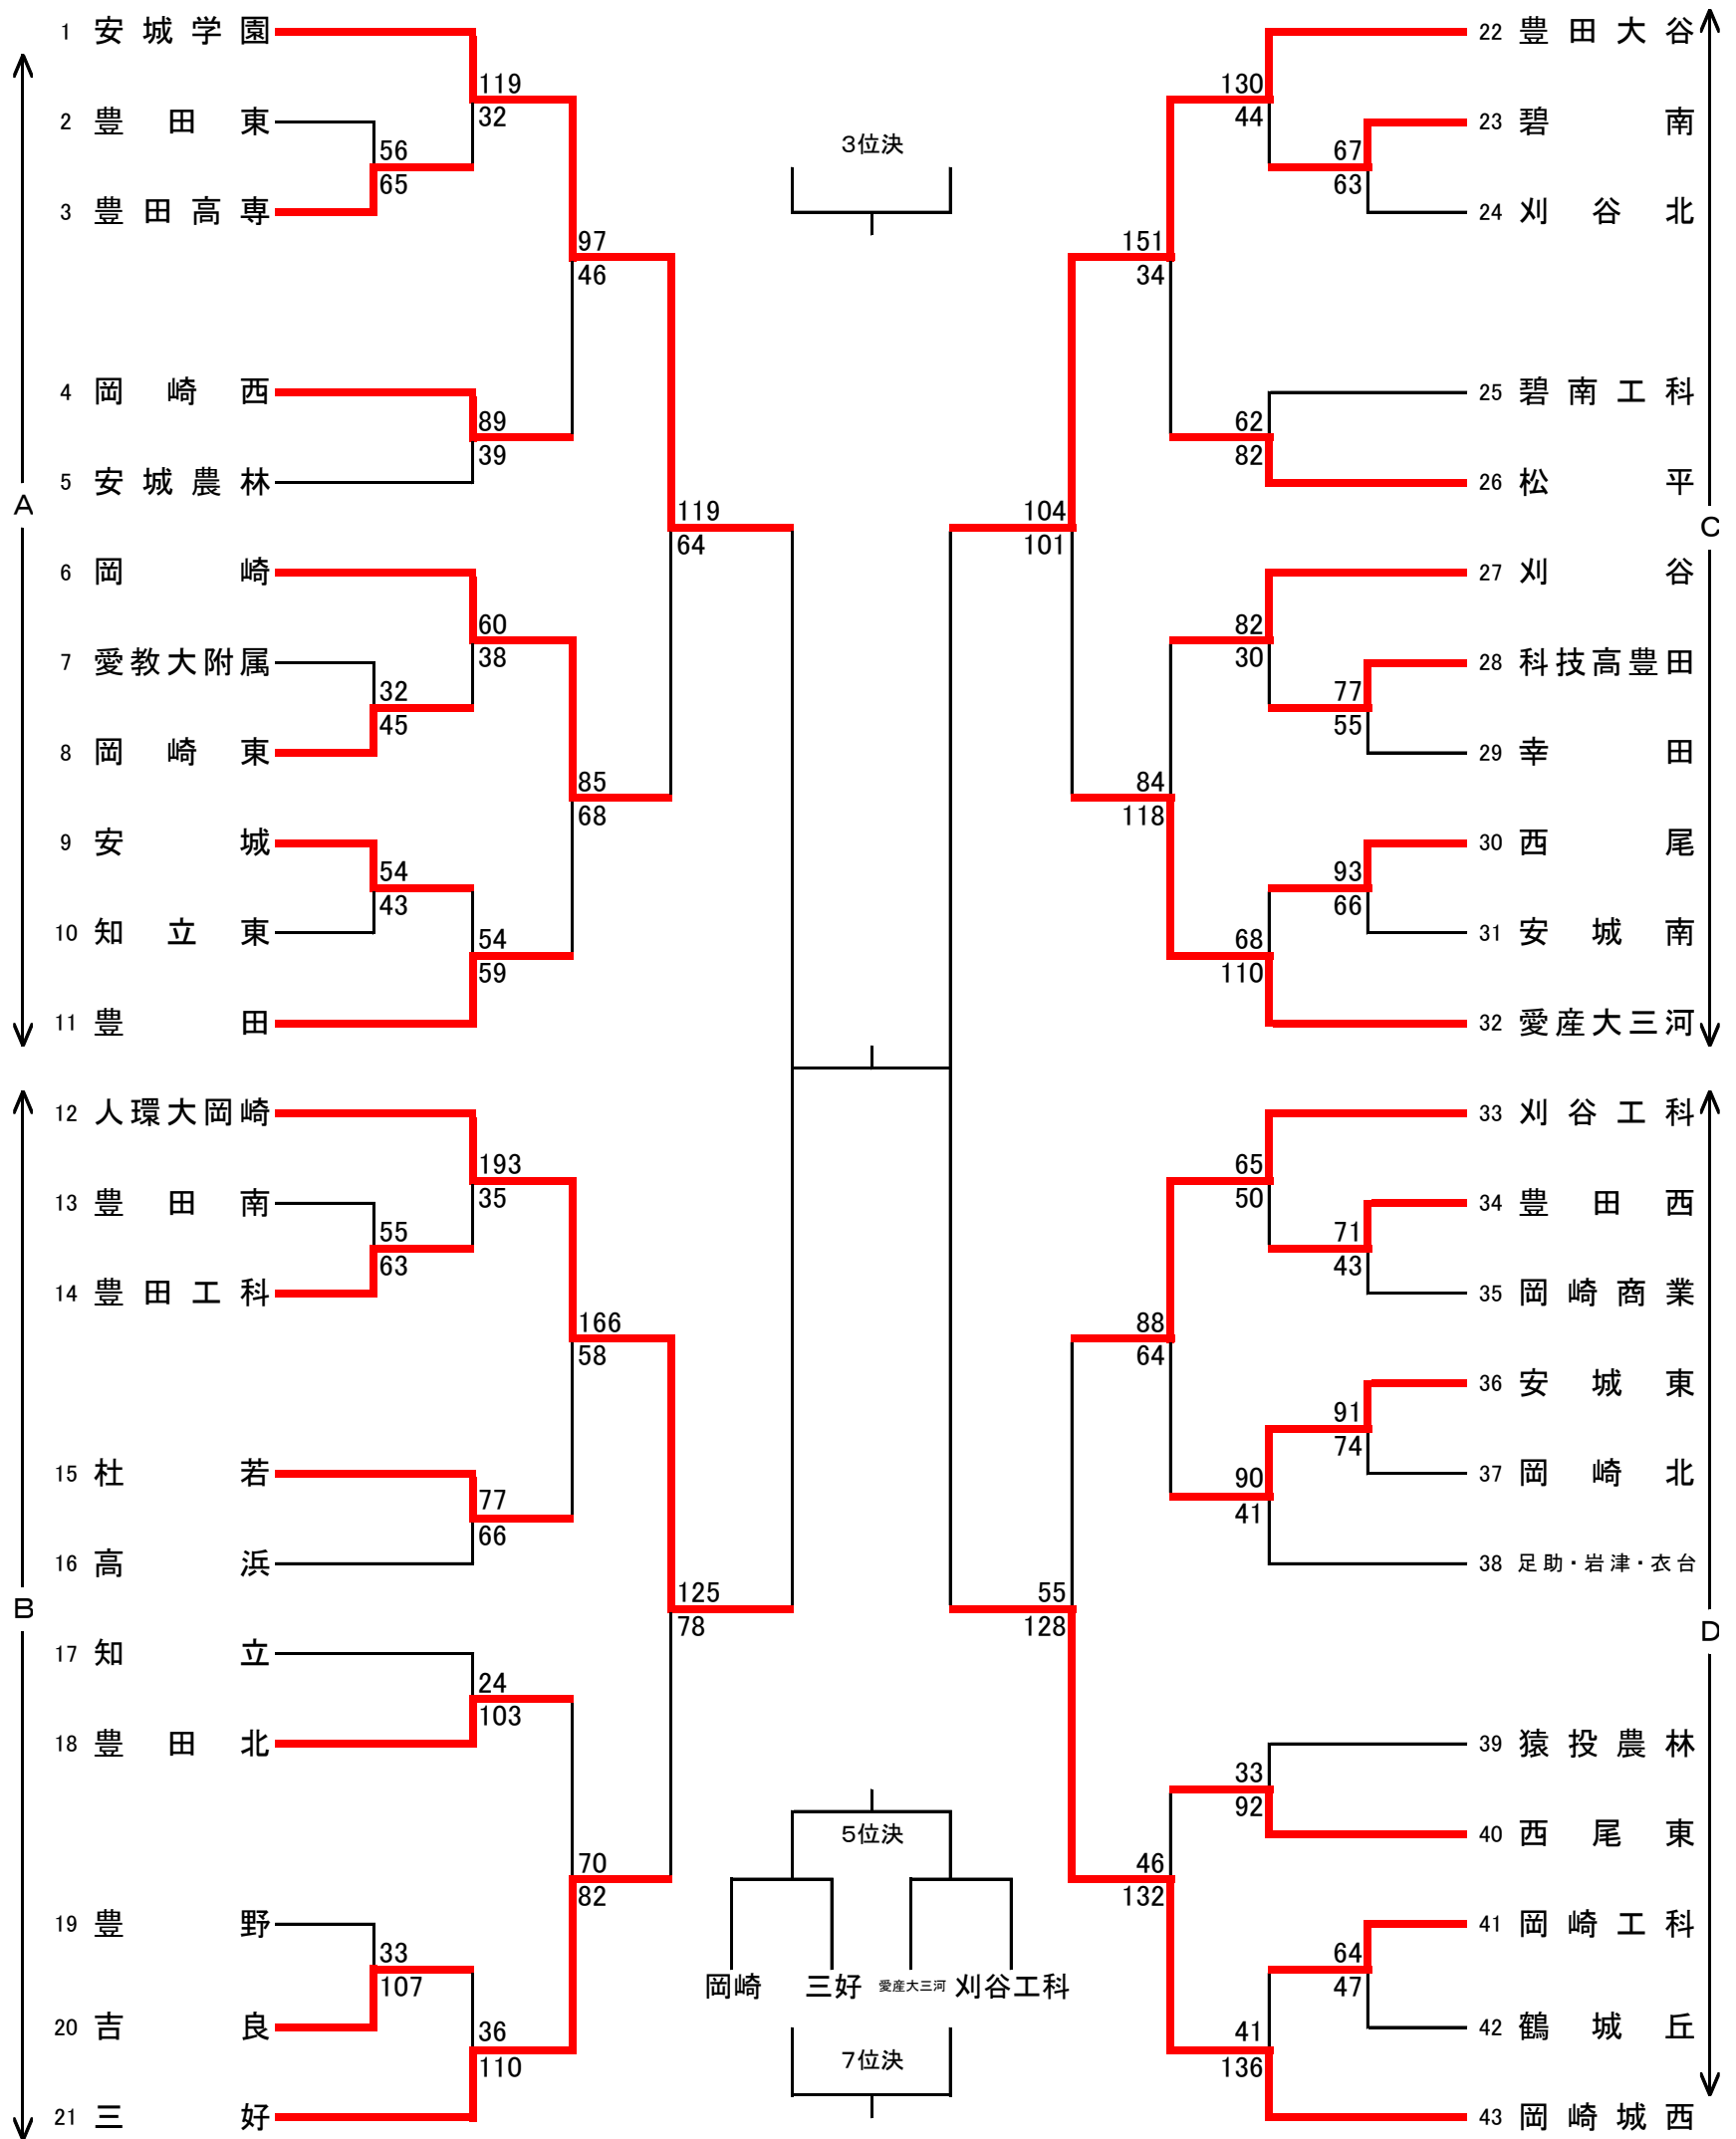 1 安城学園
2 豊田東
3 豊田高専
4 岡崎西
5 安城農林
6 岡崎
7 愛教大附属
8 岡崎東
9 安城
10 知立東
11 豊田
A
119
32
56
65
97
46
89
39
119
64
60
38
32
45
85
68
54
43
54
59
12 人環大岡崎
13 豊田南
14 豊田工科
15 杜若
16 高浜
17 知立
18 豊田北
19 豊野
20 吉良
21 三好
B
193
35
55
63
166
58
77
66
125
78
24
103
70
82
33
107
36
110
3位決
5位決
岡崎 三好 愛産大三河 刈谷工科
7位決
22 豊田大谷
23 碧南
24 刈谷北
25 碧南工科
26 松平
27 刈谷
28 科技高豊田
29 幸田
30 西尾
31 安城南
32 愛産大三河
C
130
44
67
63
151
34
62
82
104
101
82
30
77
55
84
118
93
66
68
110
33 刈谷工科
34 豊田西
35 岡崎商業
36 安城東
37 岡崎北
38 足助・岩津・衣台
39 猿投農林
40 西尾東
41 岡崎工科
42 鶴城丘
43 岡崎城西
D
65
50
71
43
88
64
91
74
90
41
55
128
33
92
46
132
64
47
41
136